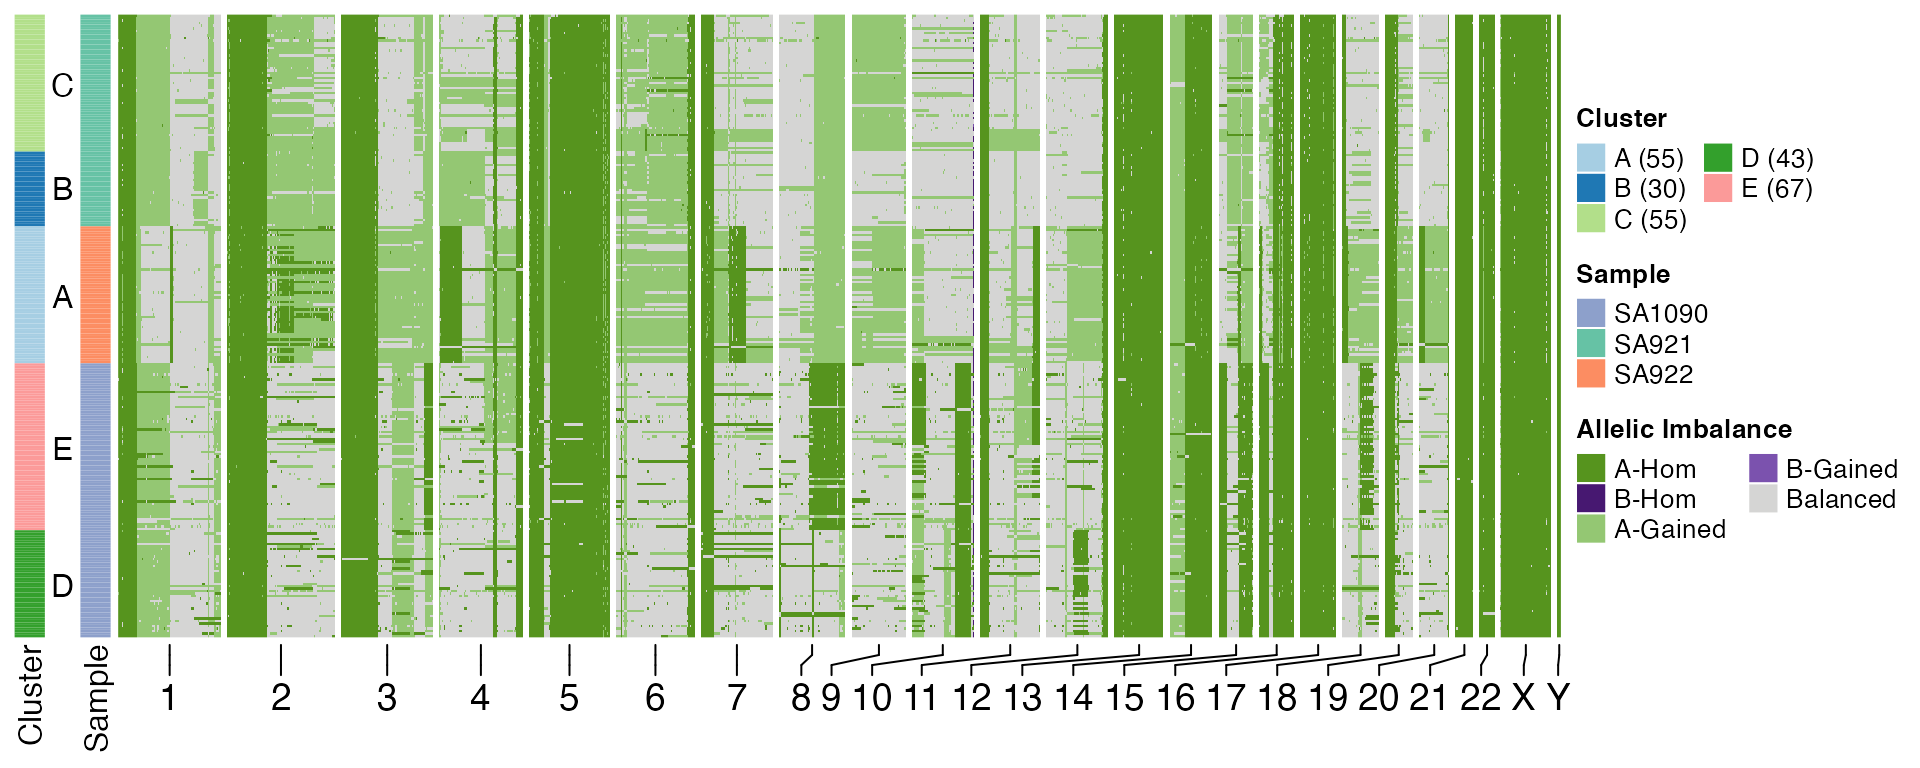 C
B
A
E
D
Cluster
Sample
1 2 3 4 5 6 7 8 9 10 11 12 13 14 15 16 17 18 19 20 21 22 X Y
Cluster
A (55) D (43)
B (30) E (67)
C (55)
Sample
SA1090
SA921
SA922
Allelic Imbalance
A-Hom B-Gained
B-Hom Balanced
A-Gained